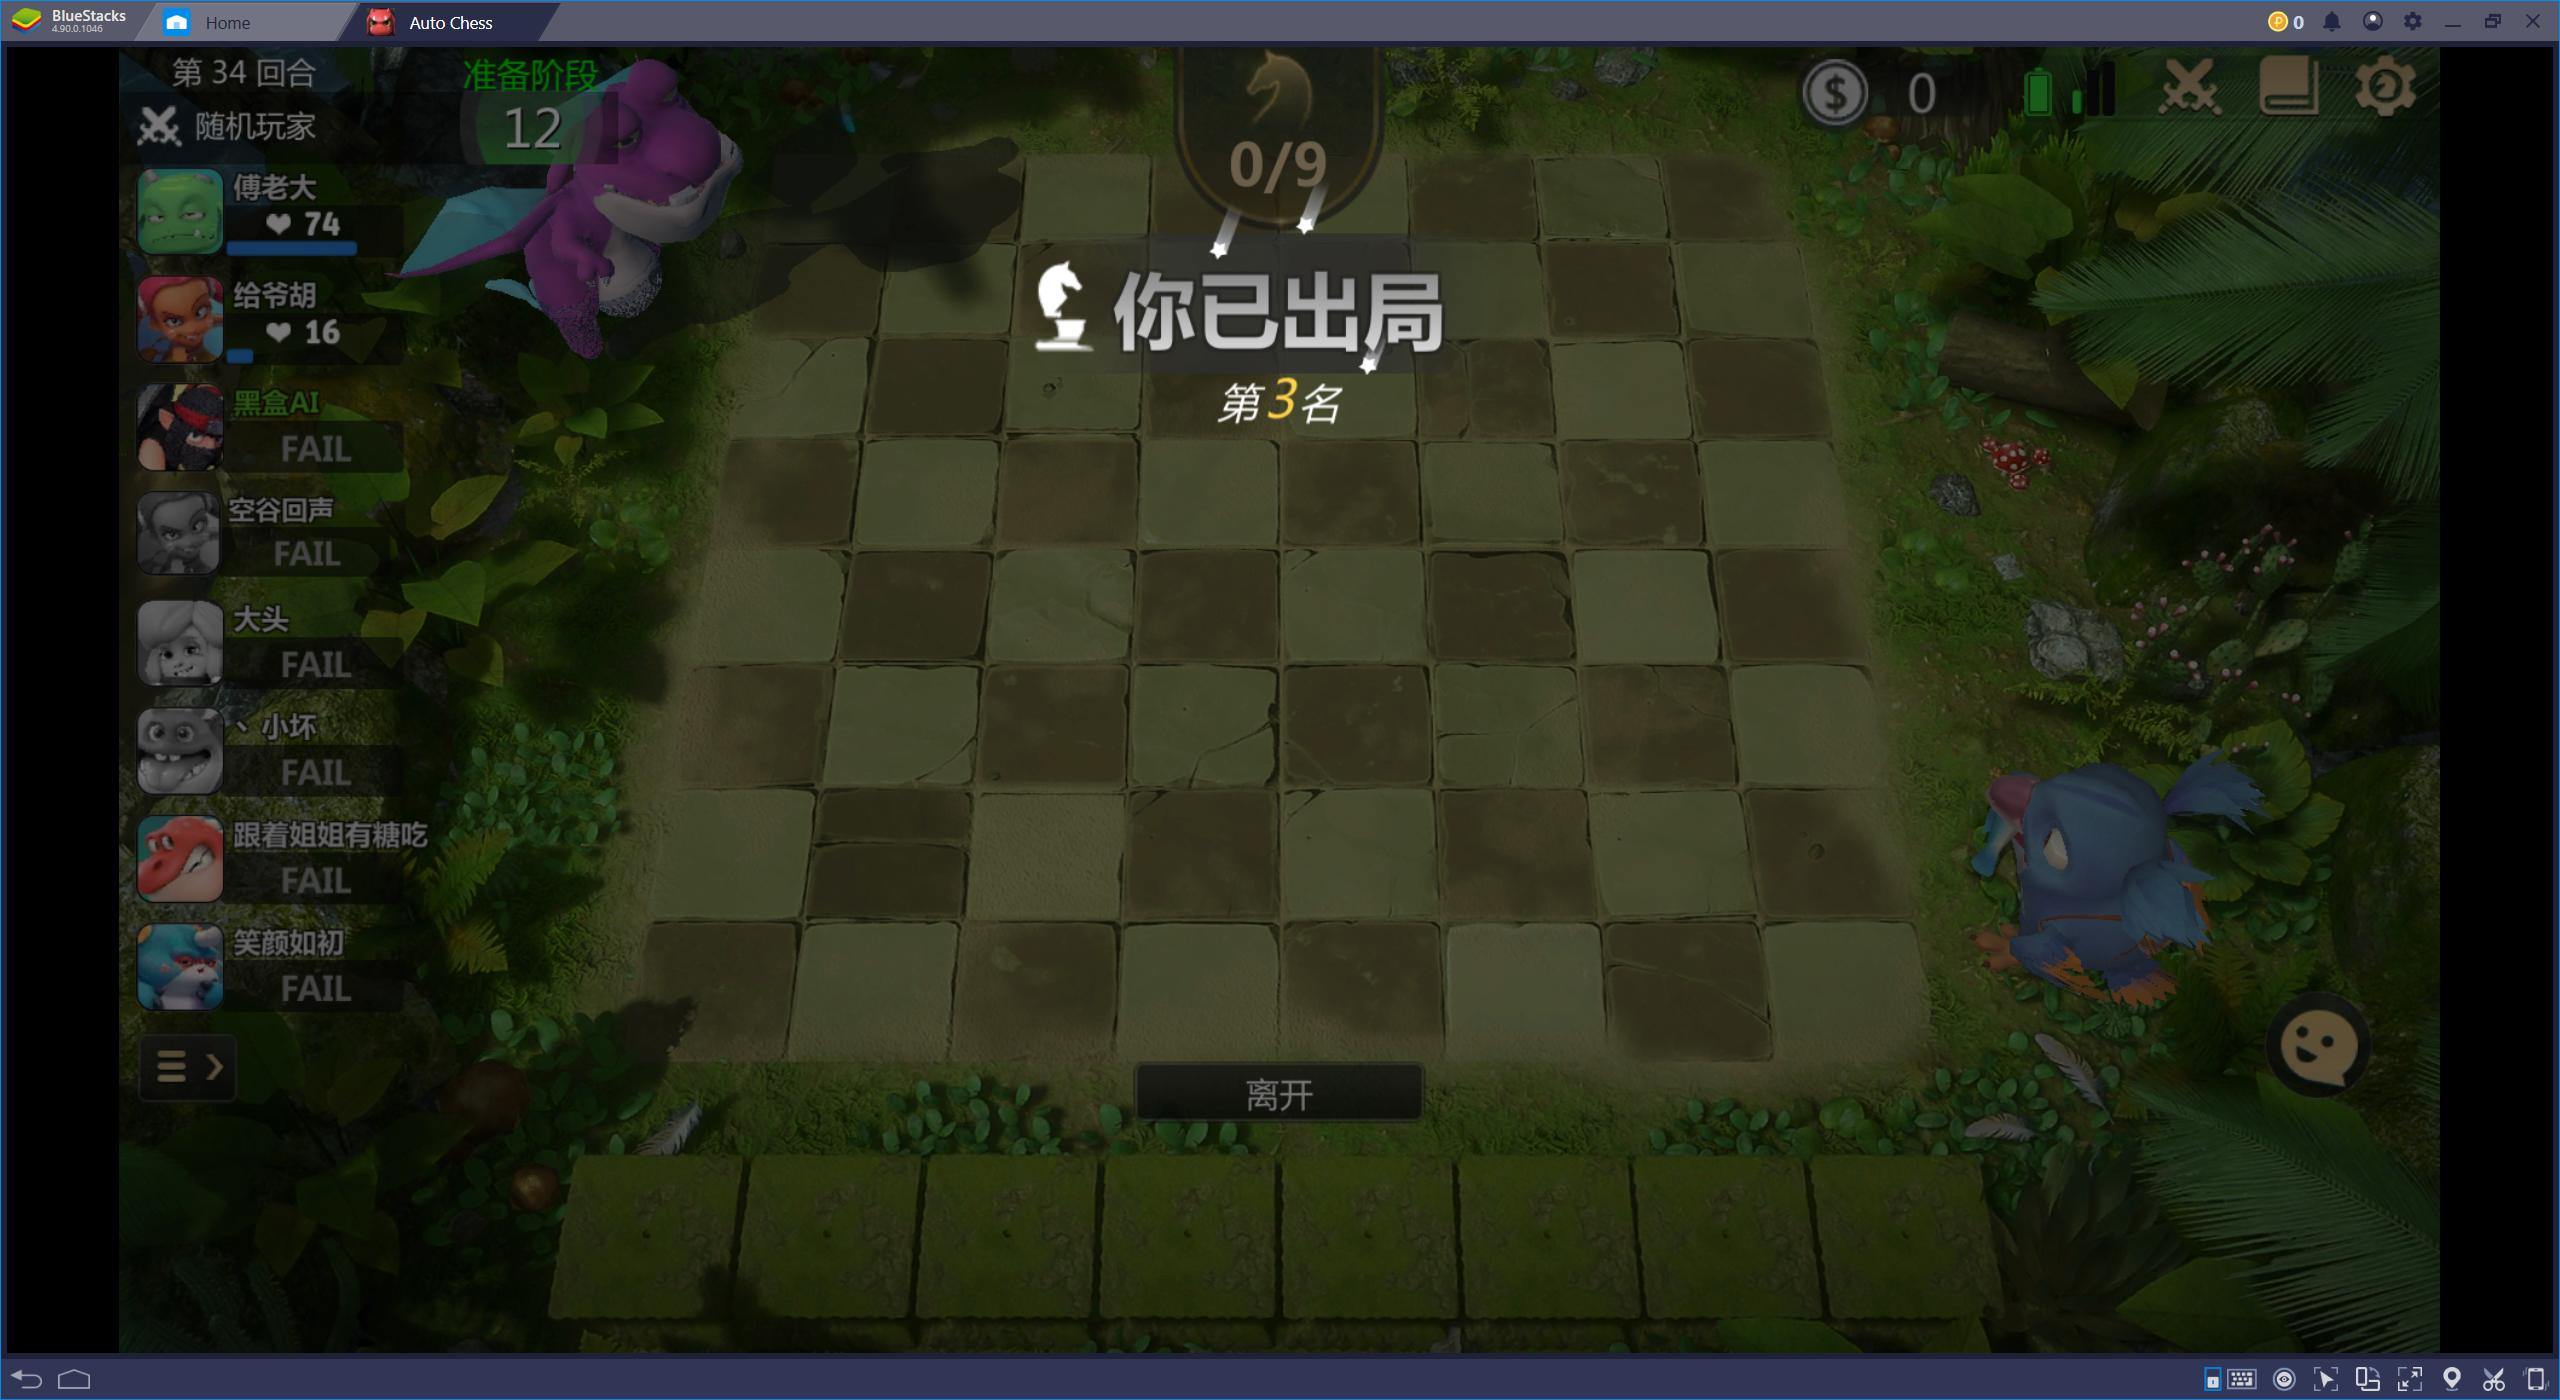 BlueStacks
4.90.0.1046
Home
Auto Chess
0
第 34 回合
准备阶段
随机玩家
12
0/9
0
傅老大
74
给爷胡
16
黑盒AI
FAIL
空谷回声
FAIL
大头
FAIL
丶小坏
FAIL
跟着姐姐有糖吃
FAIL
笑颜如初
FAIL
你已出局
第3名
离开